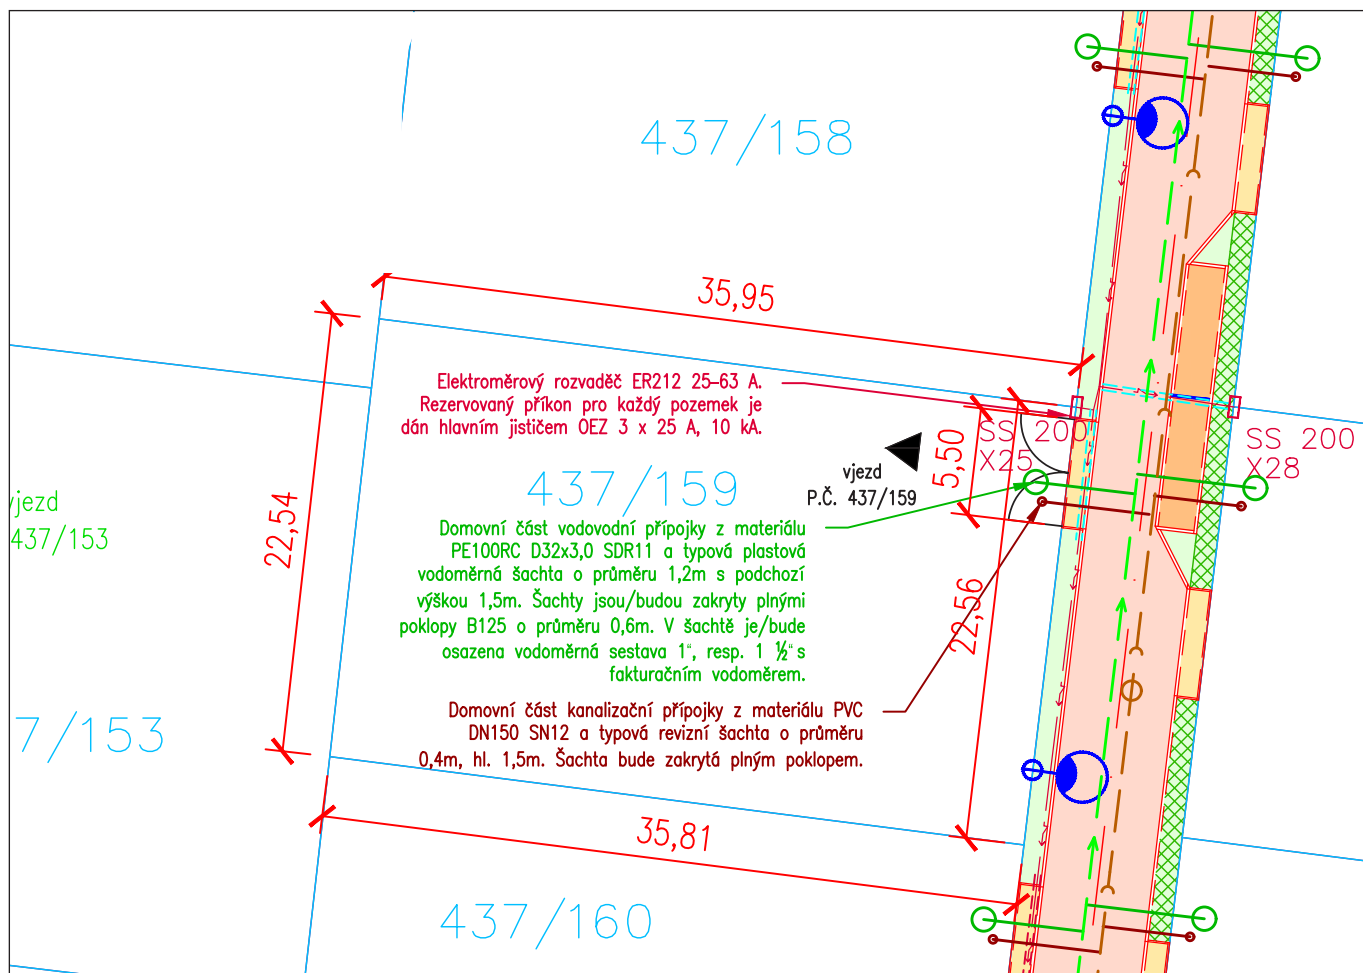 437/158
35,95
Elektroměrový rozvaděč ER212 25-63 A.
Rezervovaný příkon pro každý pozemek je
dán hlavním jističem OEZ 3 x 25 A, 10 kA.
SS 200
X25
SS 200
X28
5,50
437/159
vjezd
P.Č. 437/159
vjezd
437/153
22,54
Domovní část vodovodní přípojky z materiálu
PE100RC D32x3,0 SDR11 a typová plastová
vodoměrná šachta o průměru 1,2m s podchozí
výškou 1,5m. Šachty jsou/budou zakryty plnými
poklopy B125 o průměru 0,6m. V šachtě je/bude
osazena vodoměrná sestava 1“, resp. 1 ½“ s
fakturačním vodoměrem.
22,56
Domovní část kanalizační přípojky z materiálu PVC
DN150 SN12 a typová revizní šachta o průměru
0,4m, hl. 1,5m. Šachta bude zakrytá plným poklopem.
7/153
35,81
437/160